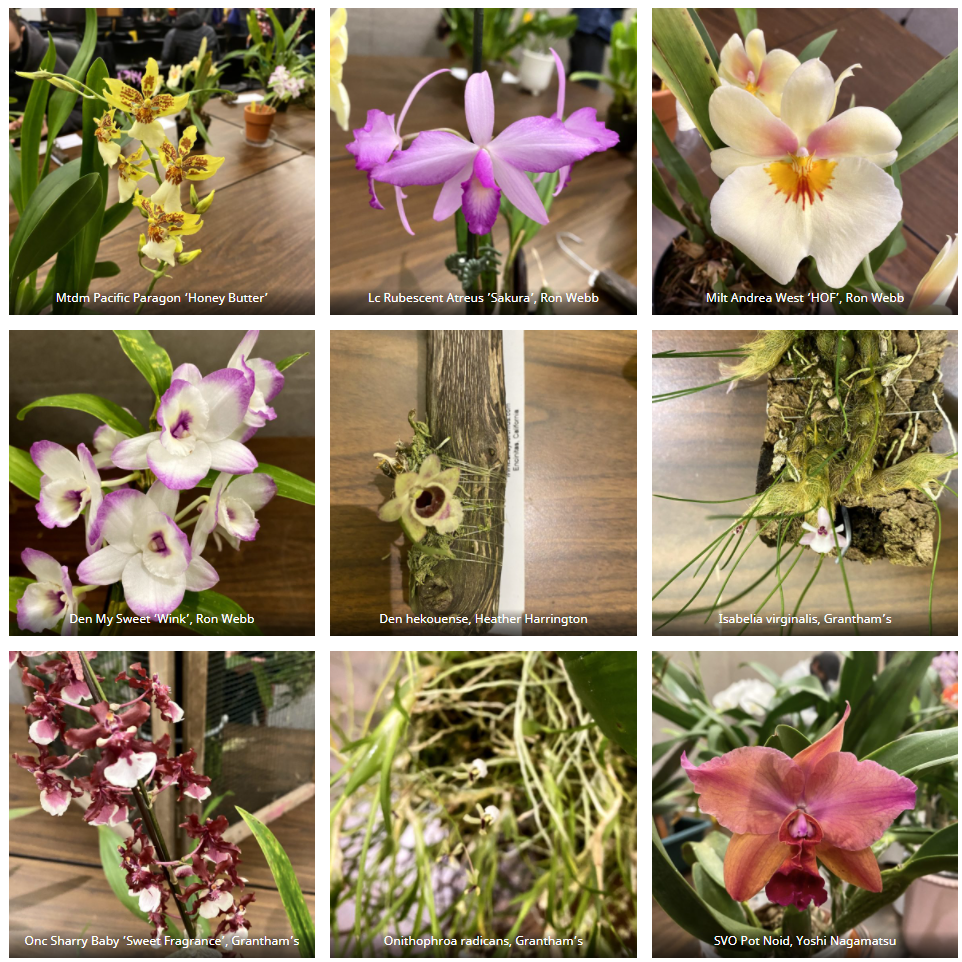 Mtdm Pacific Paragon ‘Honey Butter’
Lc Rubescent Atreus ‘Sakura’, Ron Webb
Milt Andrea West ‘HOF’, Ron Webb
Den My Sweet ‘Wink’, Ron Webb
Encinitas, California
Den hekouense, Heather Harrington
Isabelia virginalis, Grantham’s
Onc Sharry Baby ‘Sweet Fragrance’, Grantham’s
Onithophroa radicans, Grantham’s
SVO Pot Noid, Yoshi Nagamatsu